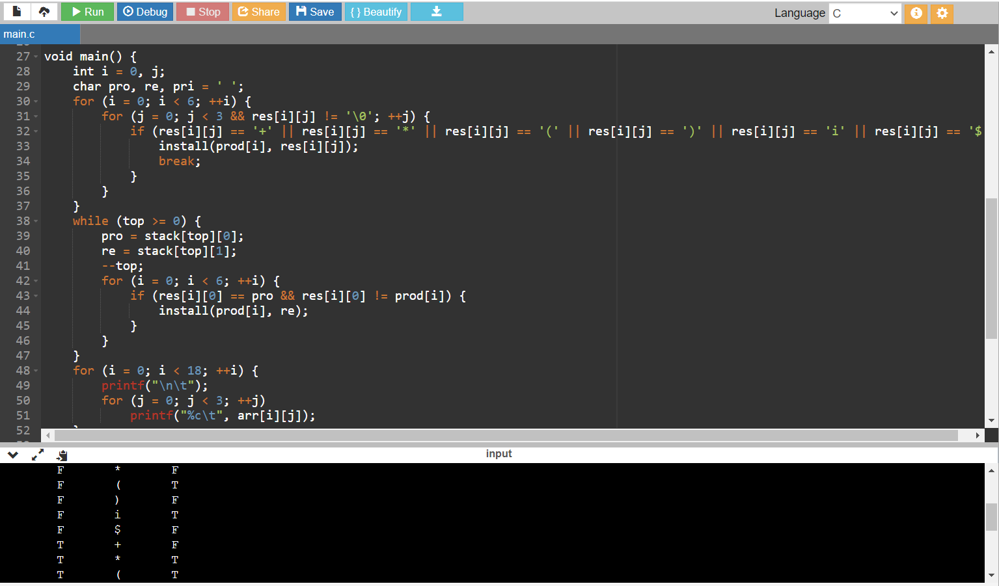 Run Debug Stop Share Save { } Beautify Language C
main.c
27 void main() {
28 int i = 0, j;
29 char pro, re, pri = ' ';
30 for (i = 0; i < 6; ++i) {
31 for (j = 0; j < 3 && res[i][j] != '\0'; ++j) {
32 if (res[i][j] == '+' || res[i][j] == '*' || res[i][j] == '(' || res[i][j] == ')' || res[i][j] == 'i' || res[i][j] == '$
33 install(prod[i], res[i][j]);
34 break;
35 }
36 }
37 }
38 while (top >= 0) {
39 pro = stack[top][0];
40 re = stack[top][1];
41 --top;
42 for (i = 0; i < 6; ++i) {
43 if (res[i][0] == pro && res[i][0] != prod[i]) {
44 install(prod[i], re);
45 }
46 }
47 }
48 for (i = 0; i < 18; ++i) {
49 printf("\n\t");
50 for (j = 0; j < 3; ++j)
51 printf("%c\t", arr[i][j]);
52
input
F * F
F ( T
F ) F
F i T
F $ F
T + F
T * T
T ( T